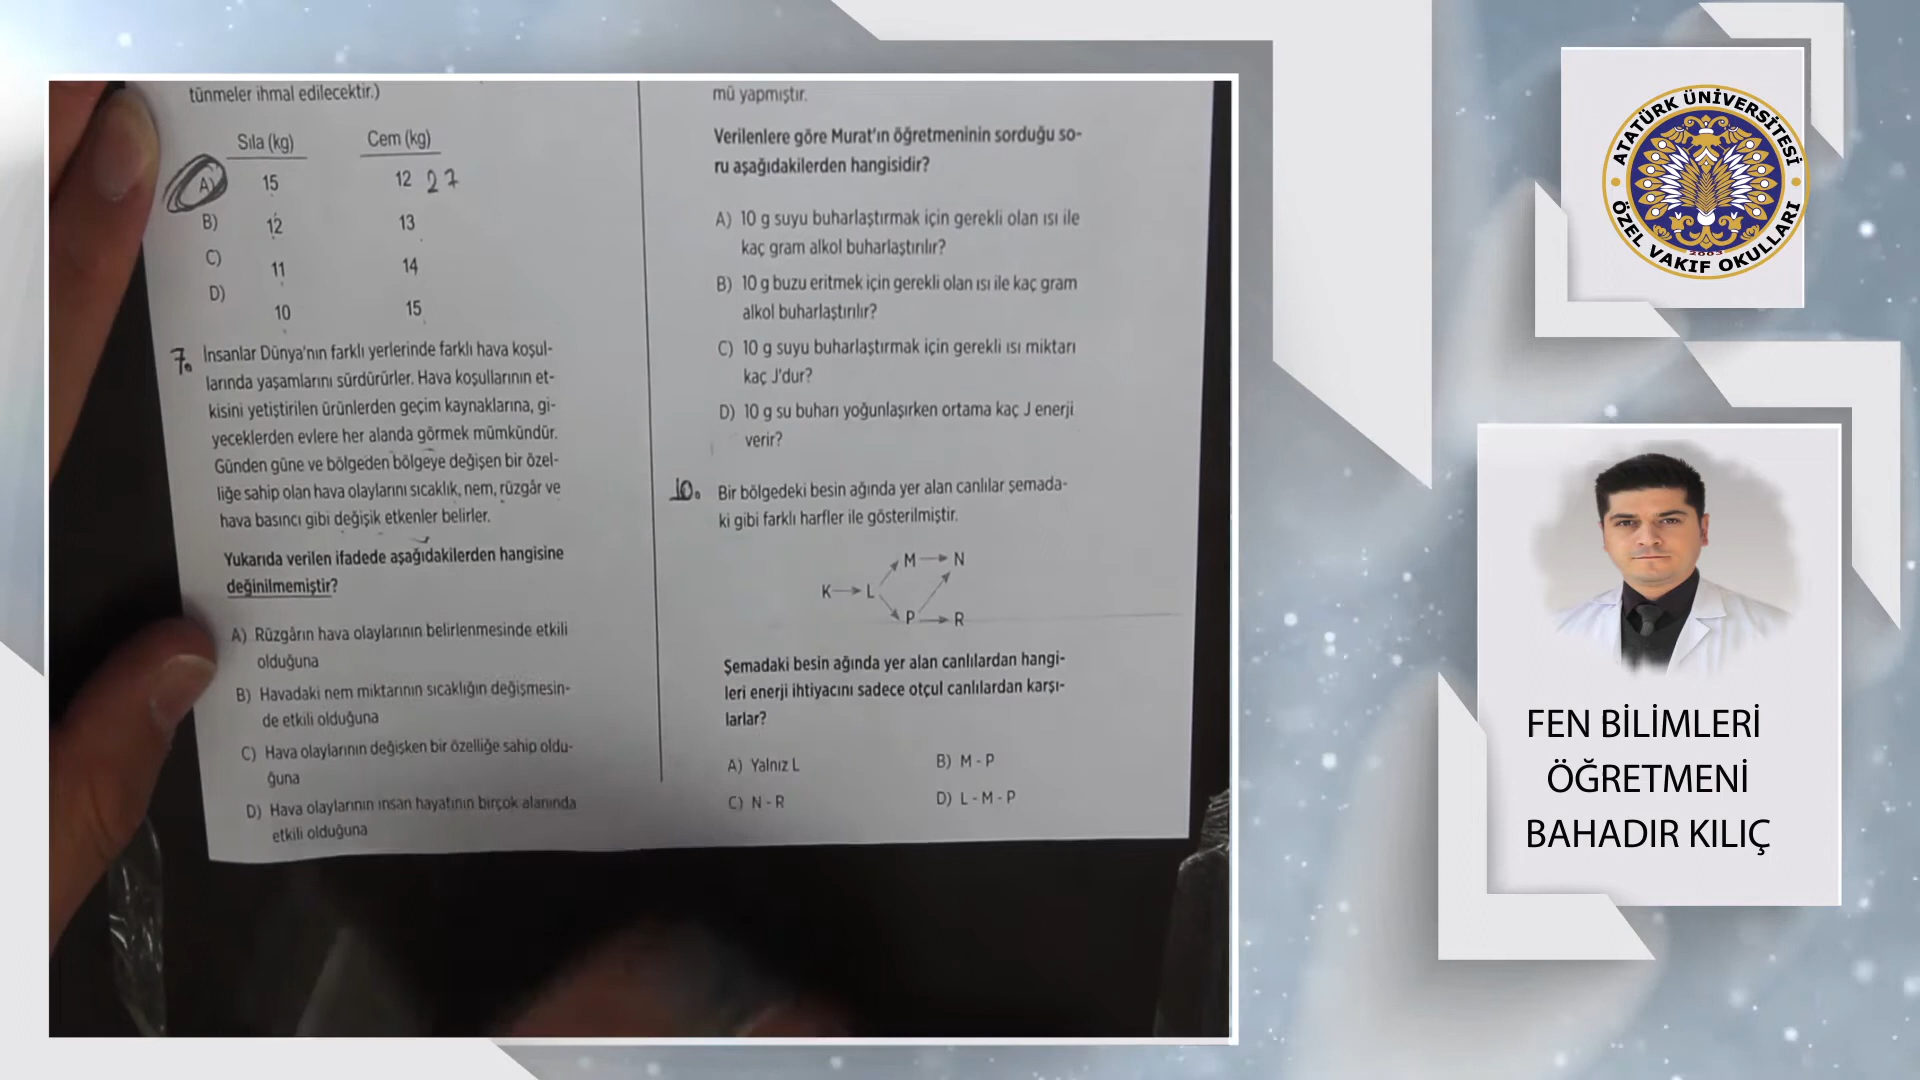 tünmeler ihmal edilecektir.)
Sıla (kg) Cem (kg)
A) 15 12 27
B) 12 13
C) 11 14
D) 10 15
7. İnsanlar Dünya'nın farklı yerlerinde farklı hava koşul-
larında yaşamlarını sürdürürler. Hava koşullarının et-
kisini yetiştirilen ürünlerden geçim kaynaklarına, gi-
yeceklerden evlere her alanda görmek mümkündür.
Günden güne ve bölgeden bölgeye değişen bir özel-
liğe sahip olan hava olaylarını sıcaklık, nem, rüzgâr ve
hava basıncı gibi değişik etkenler belirler.
Yukarıda verilen ifadede aşağıdakilerden hangisine
değinilmemiştir?
A) Rüzgârın hava olaylarının belirlenmesinde etkili
olduğuna
B) Havadaki nem miktarının sıcaklığın değişmesin-
de etkili olduğuna
C) Hava olaylarının değişken bir özelliğe sahip oldu-
ğuna
D) Hava olaylarının insan hayatının birçok alanında
etkili olduğuna
mü yapmıştır.
Verilenlere göre Murat'ın öğretmeninin sorduğu so-
ru aşağıdakilerden hangisidir?
A) 10 g suyu buharlaştırmak için gerekli olan ısı ile
kaç gram alkol buharlaştırılır?
B) 10 g buzu eritmek için gerekli olan ısı ile kaç gram
alkol buharlaştırılır?
C) 10 g suyu buharlaştırmak için gerekli ısı miktarı
kaç J'dur?
D) 10 g su buharı yoğunlaşırken ortama kaç J enerji
verir?
10. Bir bölgedeki besin ağında yer alan canlılar şemada-
ki gibi farklı harfler ile gösterilmiştir.
M N
K L
P R
Şemadaki besin ağında yer alan canlılardan hangi-
leri enerji ihtiyacını sadece otçul canlılardan karşı-
larlar?
A) Yalnız L B) M - P
C) N - R D) L - M - P
ATATÜRK ÜNİVERSİTESİ
ÖZEL VAKIF OKULLARI
2003
FEN BİLİMLERİ
ÖĞRETMENİ
BAHADIR KILIÇ